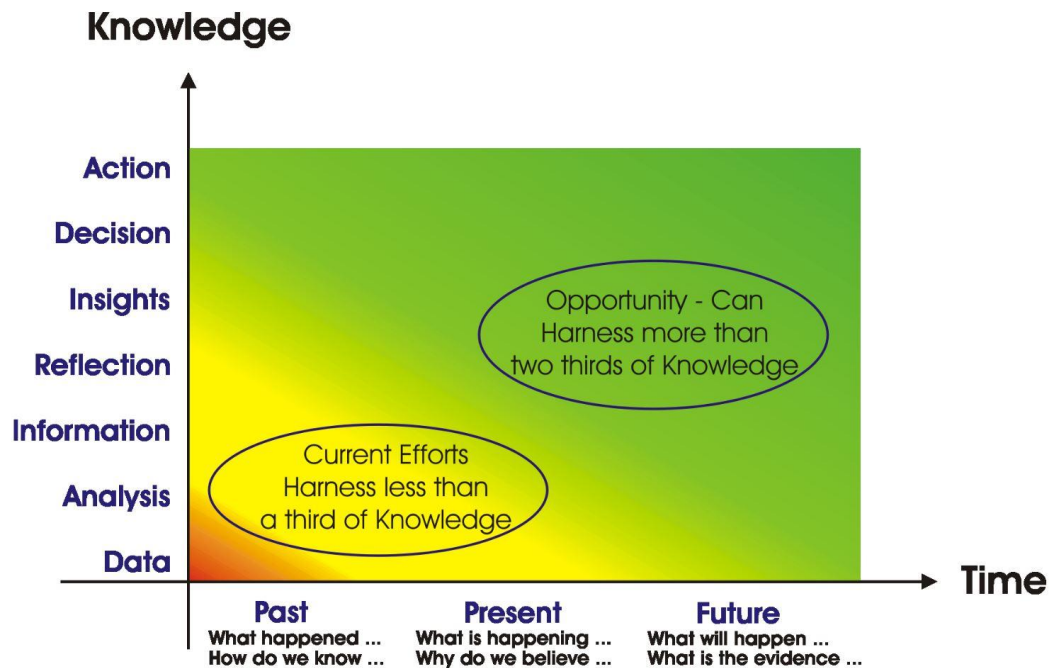 Knowledge
Action
Decision
Insights
Reflection
Information
Analysis
Data
Opportunity - Can
Harness more than
two thirds of Knowledge
Current Efforts
Harness less than
a third of Knowledge
Time
Past
What happened ...
How do we know ...
Present
What is happening ...
Why do we believe ...
Future
What will happen ...
What is the evidence ...